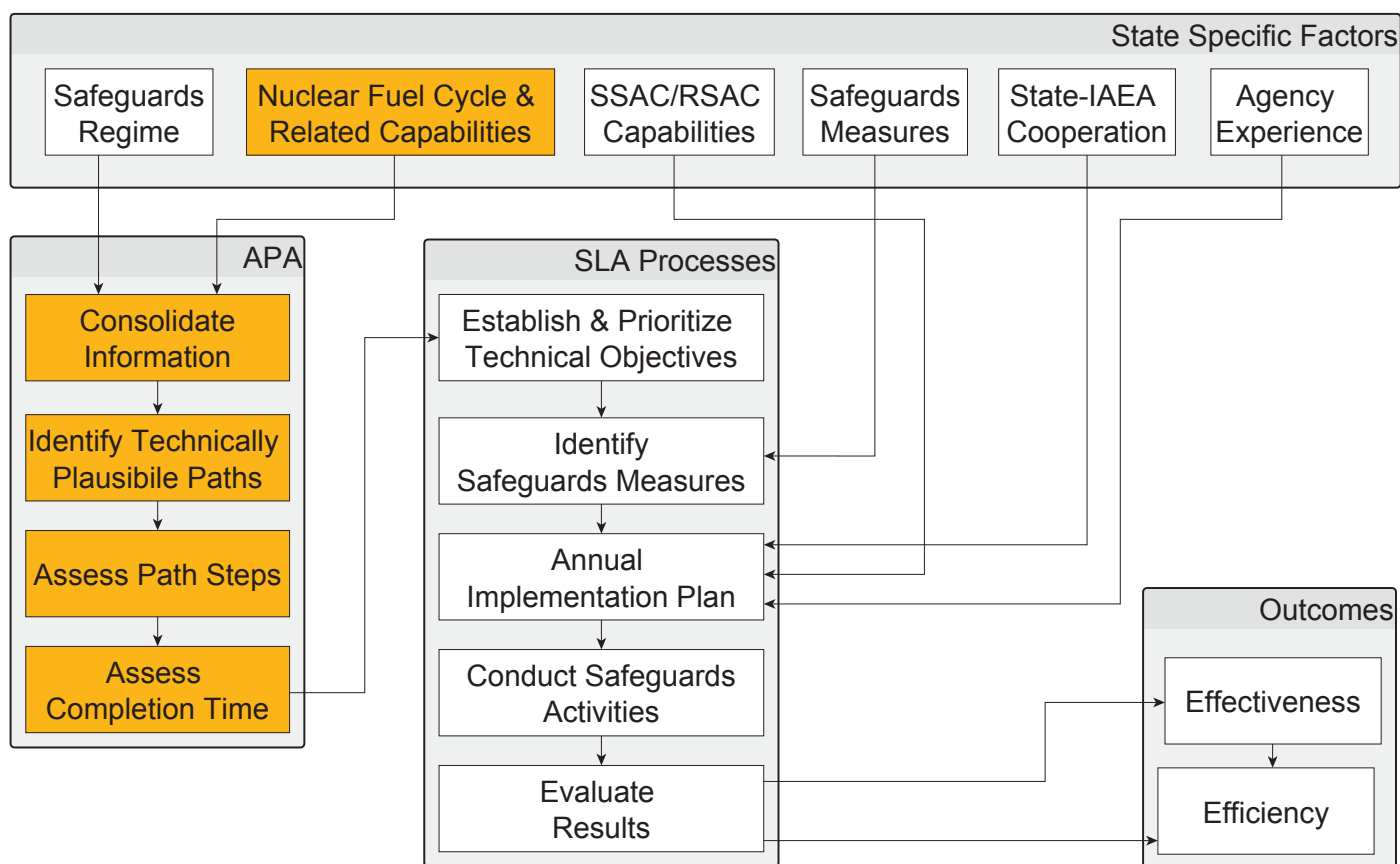 State Specific Factors
Safeguards
Regime
Nuclear Fuel Cycle &
Related Capabilities
SSAC/RSAC
Capabilities
Safeguards
Measures
State-IAEA
Cooperation
Agency
Experience
APA
Consolidate
Information
Identify Technically
Plausibile Paths
Assess Path Steps
Assess
Completion Time
SLA Processes
Establish & Prioritize
Technical Objectives
Identify
Safeguards Measures
Annual
Implementation Plan
Conduct Safeguards
Activities
Evaluate
Results
Outcomes
Effectiveness
Efficiency